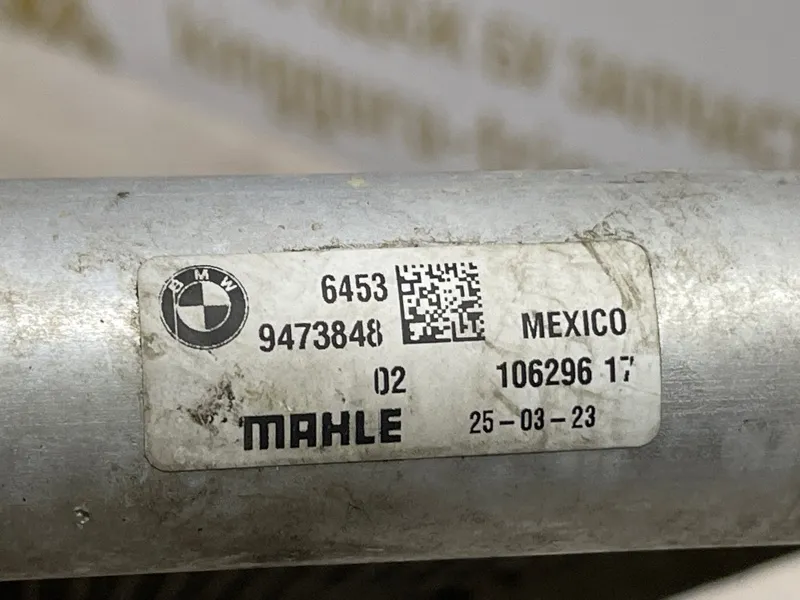 BMW
6453
9473848
02
MAHLE
MEXICO
106296 17
25-03-23